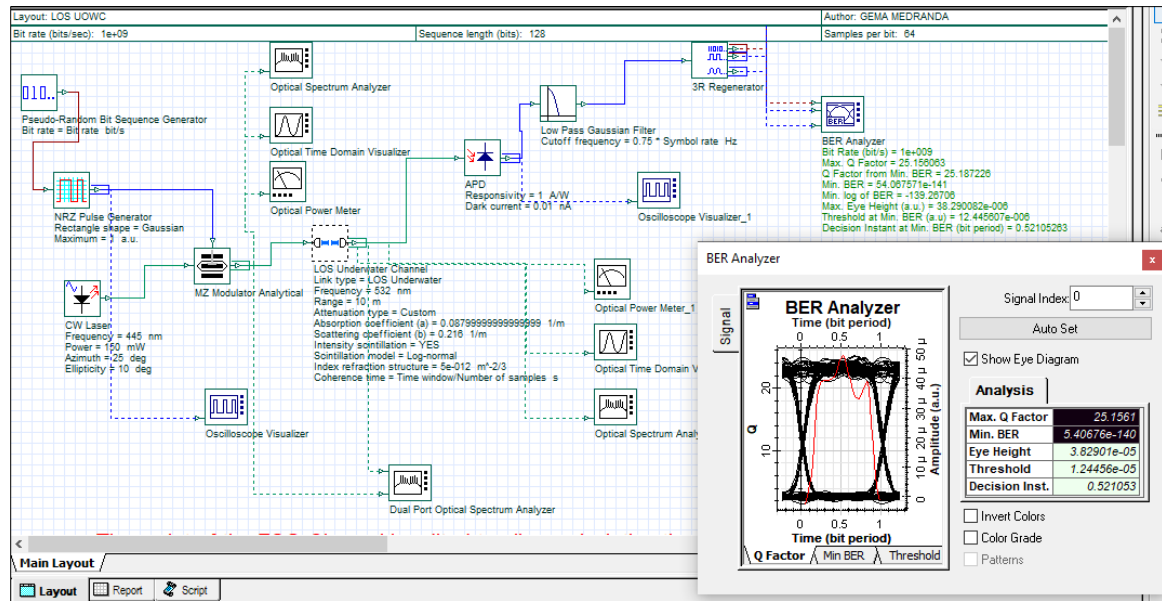 Layout: LOS UOWC
Author: GEMA MEDRANDA
Bit rate (bits/sec): 1e+09
Sequence length (bits): 128
Samples per bit: 64
Optical Spectrum Analyzer
Pseudo-Random Bit Sequence Generator
Bit rate = Bit rate bit/s
Optical Time Domain Visualizer
Optical Power Meter
NRZ Pulse Generator
Rectangle shape = Gaussian
Maximum = 1 a.u.
MZ Modulator Analytical
CW Laser
Frequency = 445 nm
Power = 150 mW
Azimuth = 25 deg
Ellipticity = 10 deg
Oscilloscope Visualizer
LOS Underwater Channel
Link type = LOS Underwater
Frequency = 532 nm
Range = 10 m
Attenuation type = Custom
Absorption coefficient (a) = 0.08799999999999999 1/m
Scattering coefficient (b) = 0.216 1/m
Intensity scintillation = YES
Scintillation model = Log-normal
Index refraction structure = 5e-012 m^-2/3
Coherence time = Time window/Number of samples s
Dual Port Optical Spectrum Analyzer
APD
Responsivity = 1 A/W
Dark current = 0.01 nA
Low Pass Gaussian Filter
Cutoff frequency = 0.75 * Symbol rate Hz
3R Regenerator
Oscilloscope Visualizer_1
Optical Power Meter_1
Optical Time Domain V
Optical Spectrum Analy
BER
BER Analyzer
Bit Rate (bit/s) = 1e+009
Max. Q Factor = 25.156063
Q Factor from Min. BER = 25.187226
Min. BER = 54.067571e-141
Min. log of BER = -139.26706
Max. Eye Height (a.u.) = 38.290082e-006
Threshold at Min. BER (a.u) = 12.445607e-006
Decision Instant at Min. BER (bit period) = 0.52105263
BER Analyzer
x
Signal
BER Analyzer
Time (bit period)
0 0.5 1
Q
20
10
50 µ
40 µ
30 µ
20 µ
10 µ
0
Amplitude (a.u.)
0 0.5 1
Time (bit period)
Q Factor
Min BER
Threshold
Signal Index: 0
Auto Set
Show Eye Diagram
Analysis
Max. Q Factor 25.1561
Min. BER 5.40676e-140
Eye Height 3.82901e-05
Threshold 1.24456e-05
Decision Inst. 0.521053
Invert Colors
Color Grade
Patterns
Main Layout
Layout
Report
Script